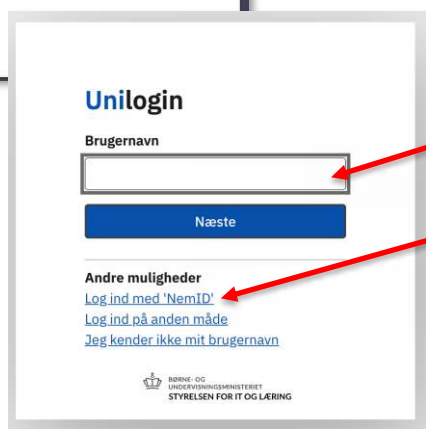 Unilogin
Brugernavn
Næste
Andre muligheder
Log ind med 'NemID'
Log ind på anden måde
Jeg kender ikke mit brugernavn
BØRNE- OG
UNDERVISNINGSMINISTERIET
STYRELSEN FOR IT OG LÆRING